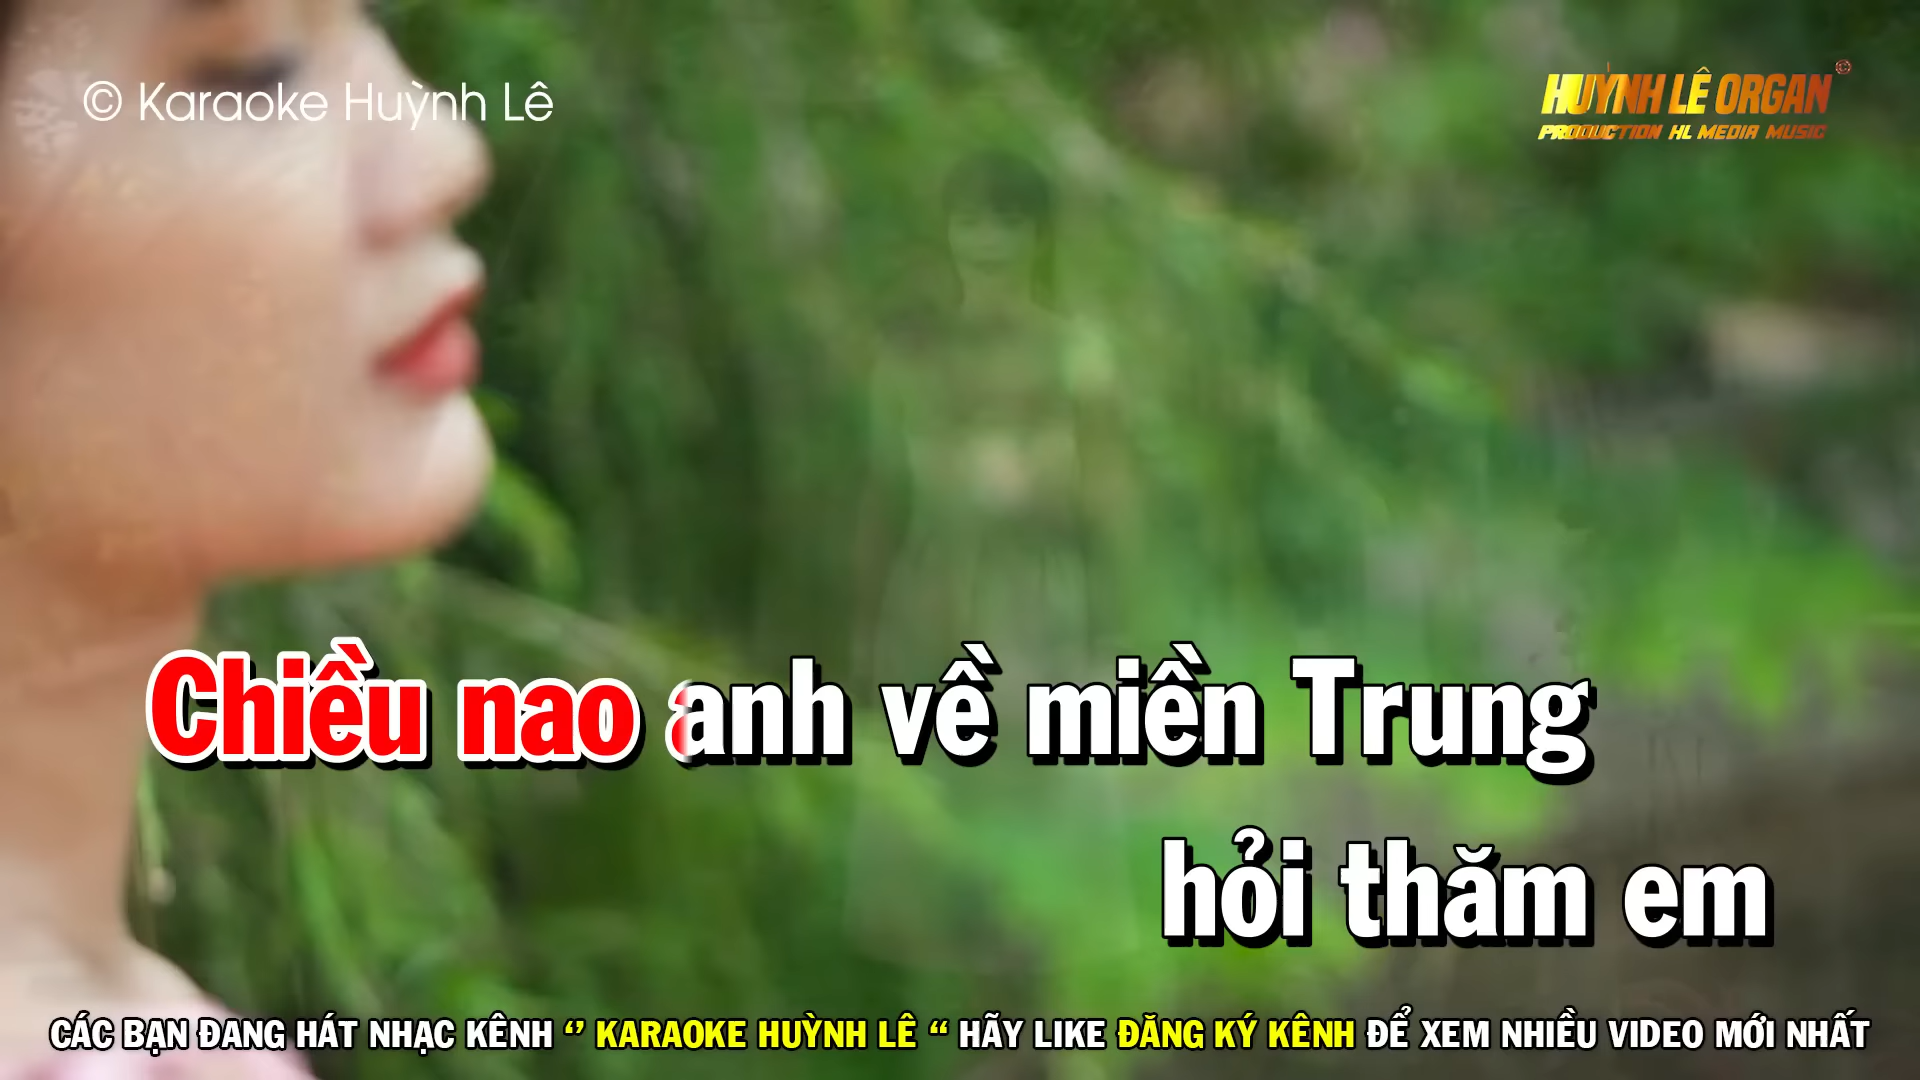 © Karaoke Huỳnh Lê
HUỲNH LÊ ORGAN ©
PRODUCTION HL MEDIA MUSIC
Chiều nao anh về miền Trung
hỏi thăm em
CÁC BẠN ĐANG HÁT NHẠC KÊNH “ KARAOKE HUỲNH LÊ “ HÃY LIKE ĐĂNG KÝ KÊNH ĐỂ XEM NHIỀU VIDEO MỚI NHẤT